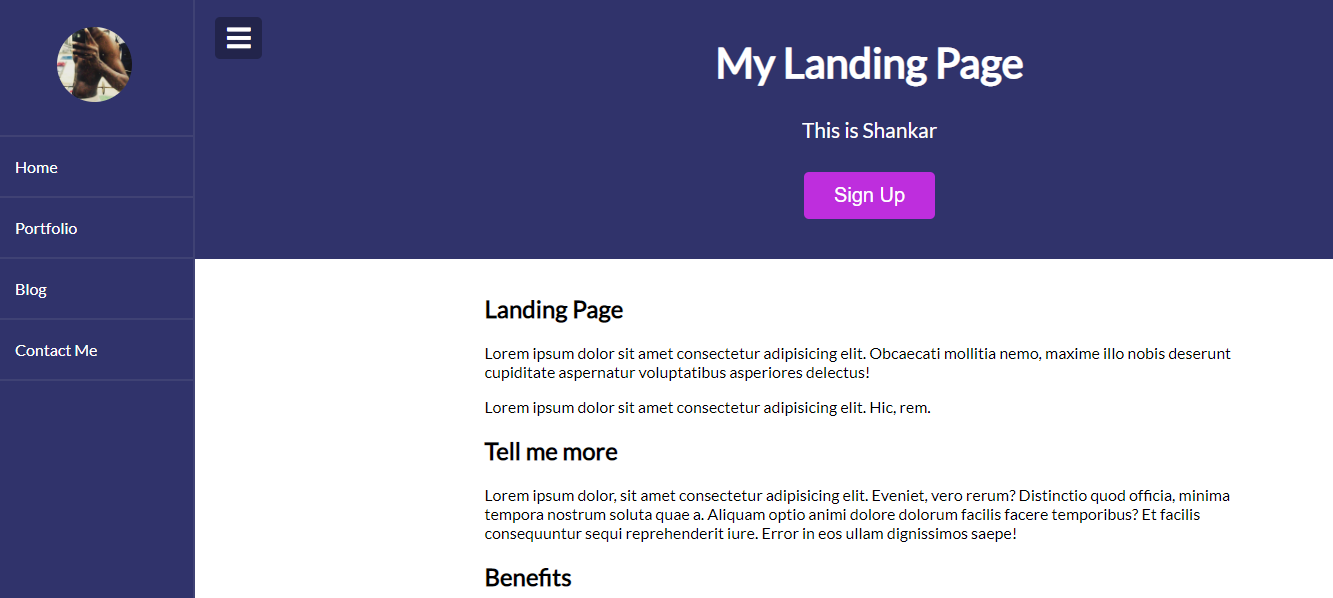 My Landing Page
This is Shankar
Sign Up
Home
Portfolio
Blog
Contact Me
Landing Page
Lorem ipsum dolor sit amet consectetur adipisicing elit. Obcaecati mollitia nemo, maxime illo nobis deserunt
cupiditate aspernatur voluptatibus asperiores delectus!
Lorem ipsum dolor sit amet consectetur adipisicing elit. Hic, rem.
Tell me more
Lorem ipsum dolor, sit amet consectetur adipisicing elit. Eveniet, vero rerum? Distinctio quod officia, minima
tempora nostrum soluta quae a. Aliquam optio animi dolore dolorum facilis facere temporibus? Et facilis
consequuntur sequi reprehenderit iure. Error in eos ullam dignissimos saepe!
Benefits